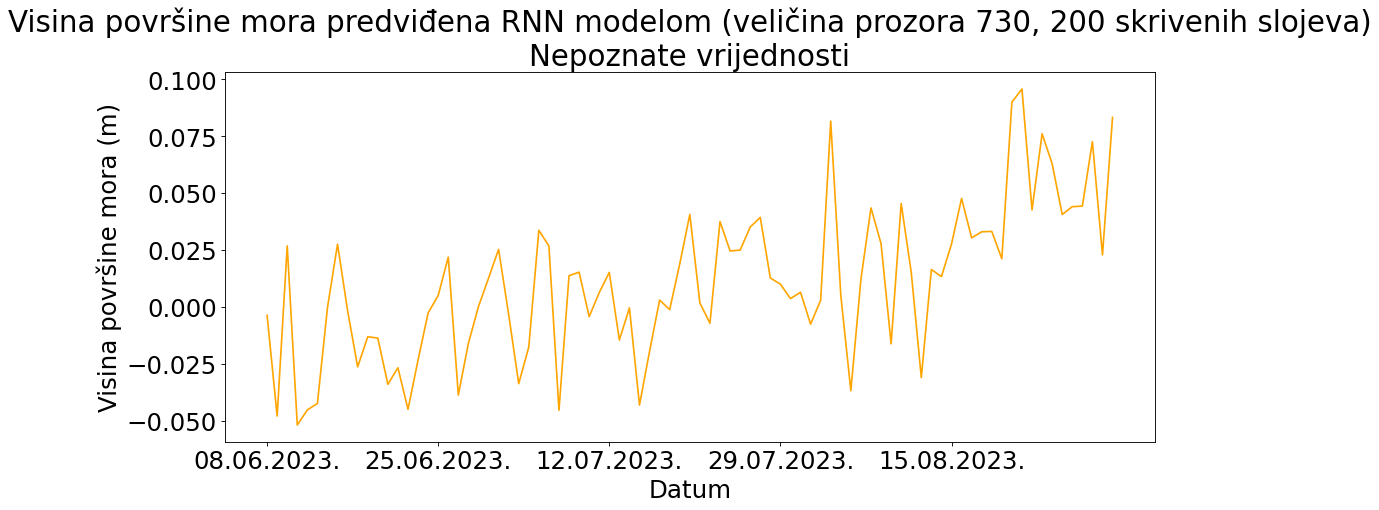 Visina površine mora predviđena RNN modelom (veličina prozora 730, 200 skrivenih slojeva)
Nepoznate vrijednosti
Visina površine mora (m)
0.100
0.075
0.050
0.025
0.000
−0.025
−0.050
08.06.2023. 25.06.2023. 12.07.2023. 29.07.2023. 15.08.2023.
Datum